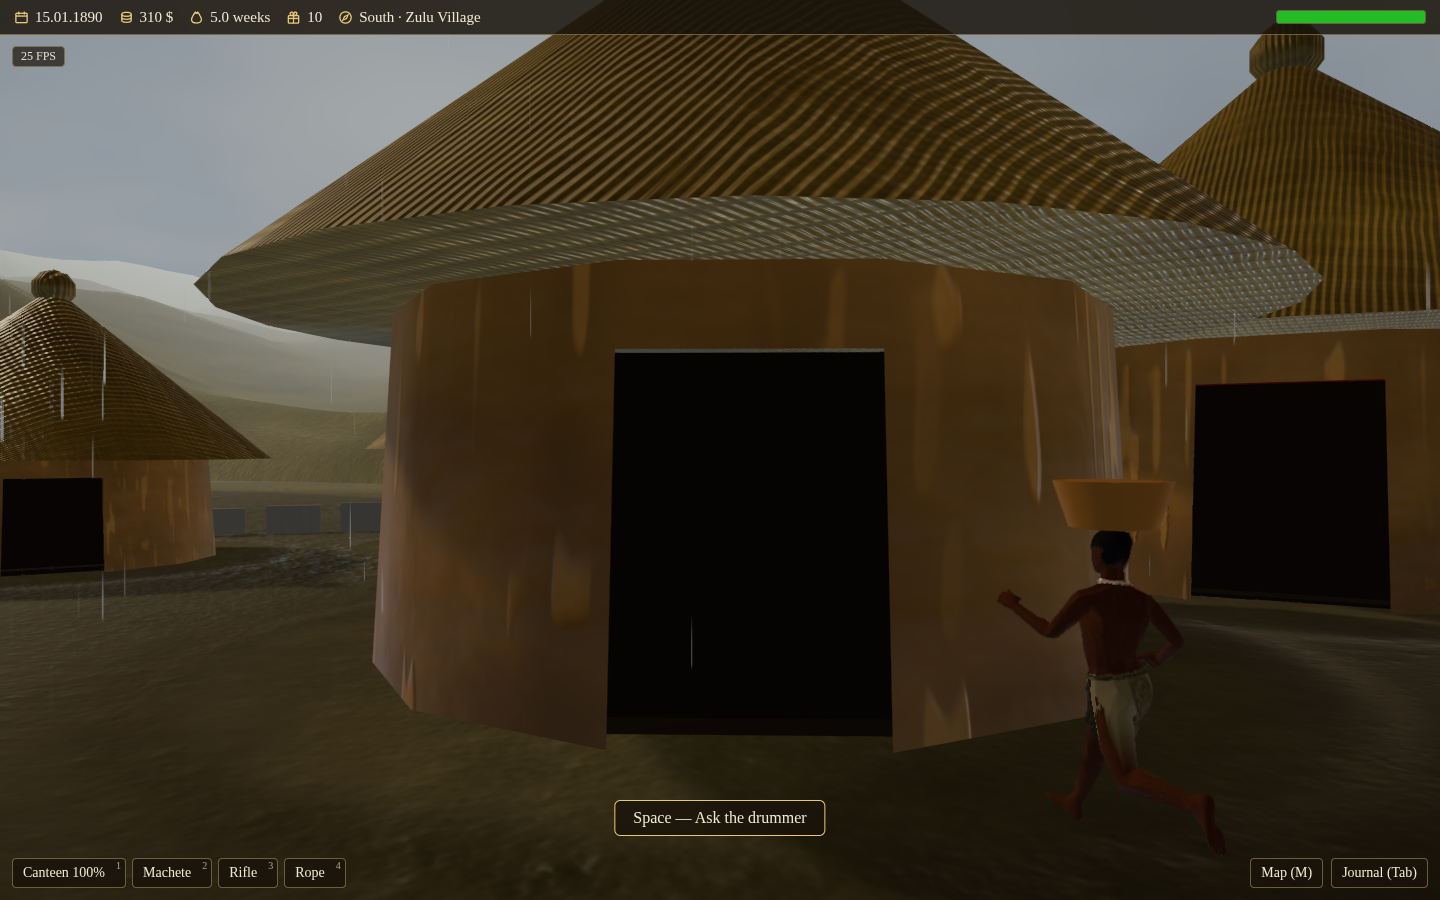 15.01.1890 310 $ 5.0 weeks 10 South · Zulu Village
25 FPS
Space — Ask the drummer
Canteen 100% 1 Machete 2 Rifle 3 Rope 4 Map (M) Journal (Tab)